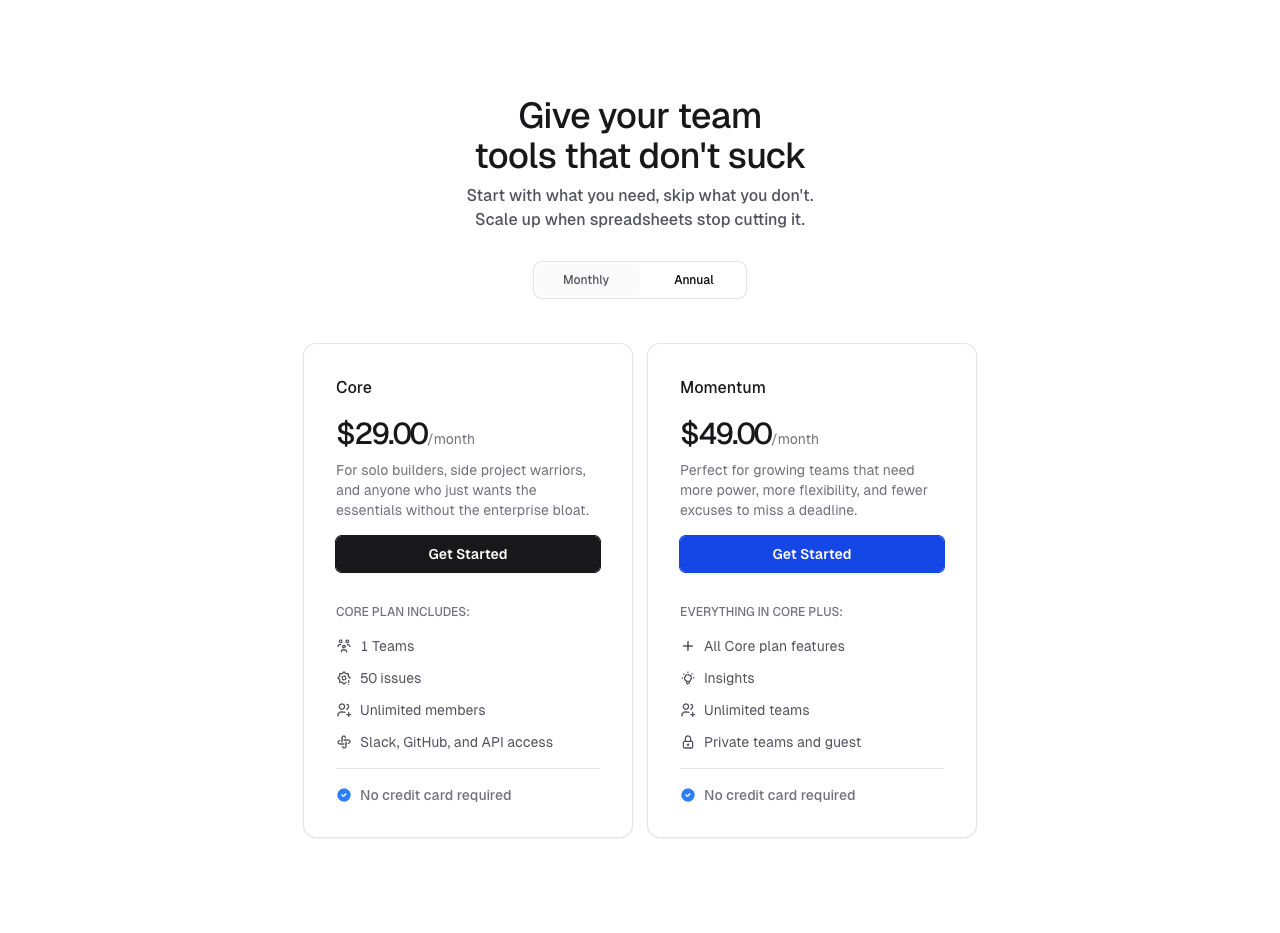 Give your team
tools that don't suck
Start with what you need, skip what you don't.
Scale up when spreadsheets stop cutting it.
Monthly
Annual
Core
$29.00/month
For solo builders, side project warriors,
and anyone who just wants the
essentials without the enterprise bloat.
Get Started
CORE PLAN INCLUDES:
1 Teams
50 issues
Unlimited members
Slack, GitHub, and API access
No credit card required
Momentum
$49.00/month
Perfect for growing teams that need
more power, more flexibility, and fewer
excuses to miss a deadline.
Get Started
EVERYTHING IN CORE PLUS:
All Core plan features
Insights
Unlimited teams
Private teams and guest
No credit card required